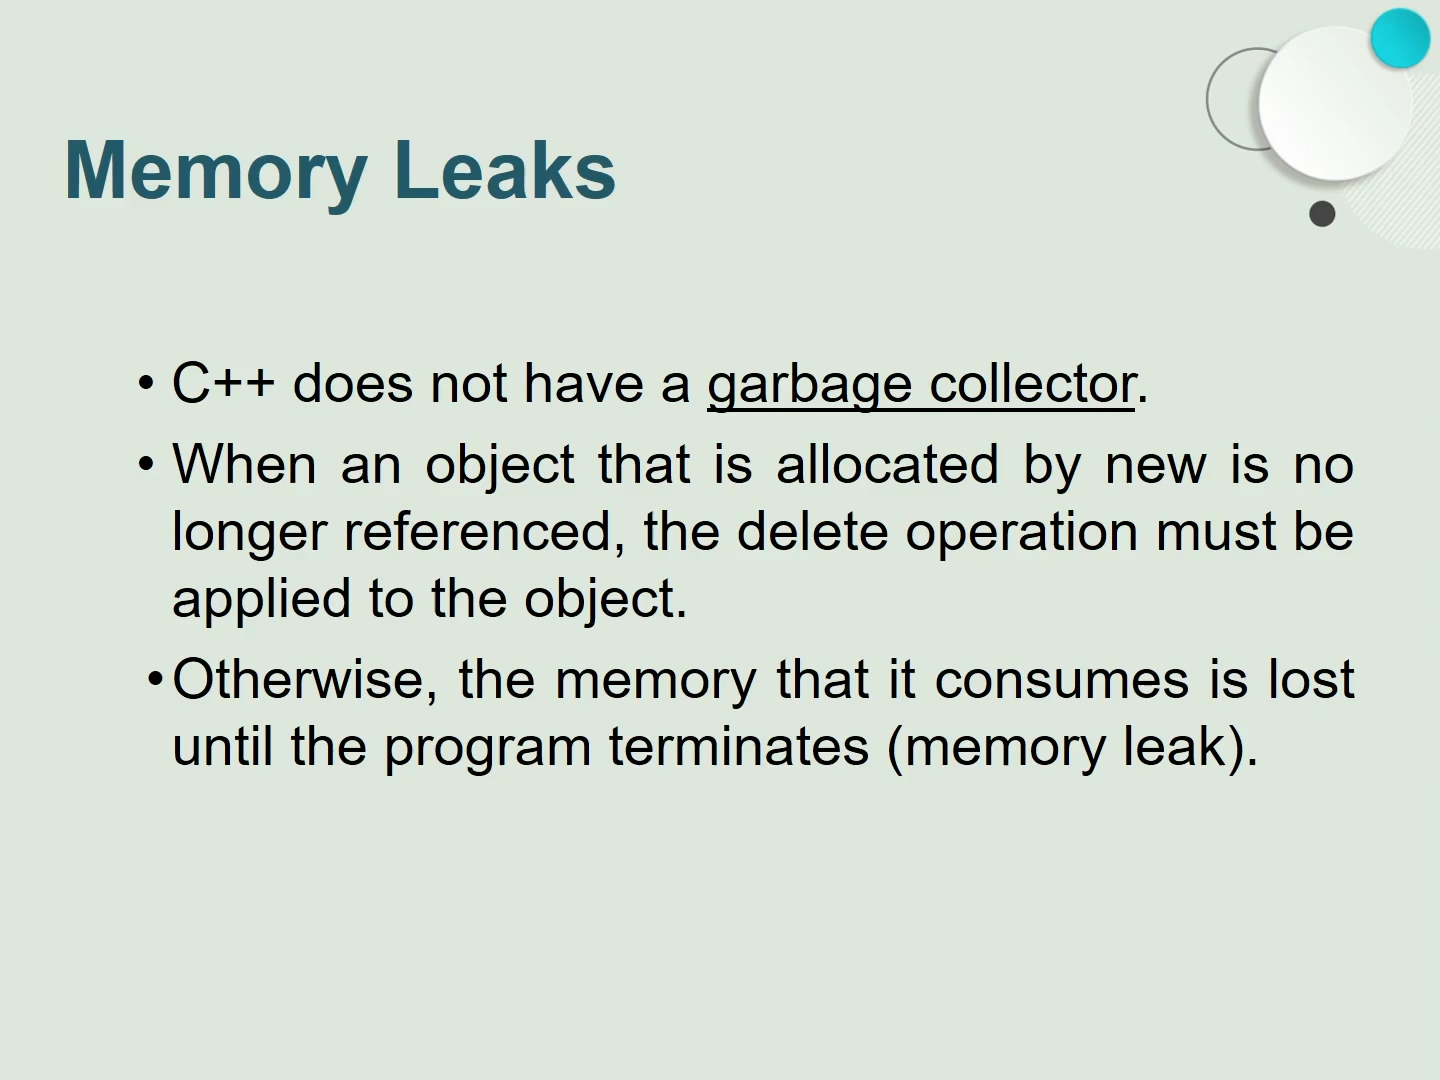 Memory Leaks
• C++ does not have a garbage collector.
• When an object that is allocated by new is no
longer referenced, the delete operation must be
applied to the object.
• Otherwise, the memory that it consumes is lost
until the program terminates (memory leak).